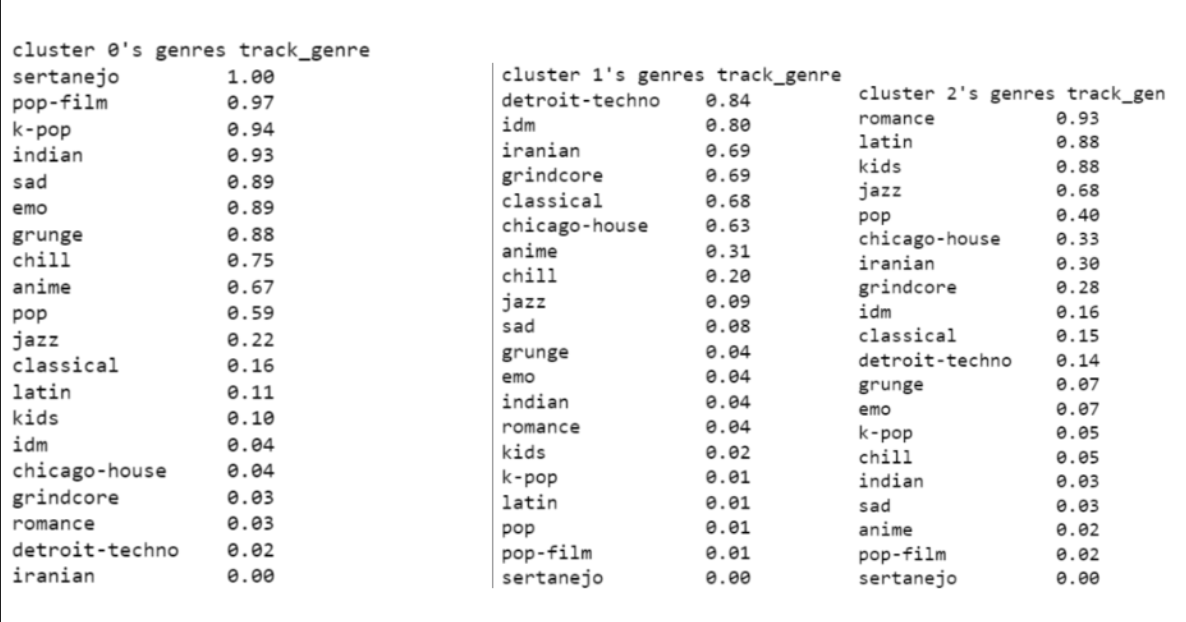 cluster 0's genres track_genre
sertanejo 1.00
pop-film 0.97
k-pop 0.94
indian 0.93
sad 0.89
emo 0.89
grunge 0.88
chill 0.75
anime 0.67
pop 0.59
jazz 0.22
classical 0.16
latin 0.11
kids 0.10
idm 0.04
chicago-house 0.04
grindcore 0.03
romance 0.03
detroit-techno 0.02
iranian 0.00
cluster 1's genres track_genre
detroit-techno 0.84
idm 0.80
iranian 0.69
grindcore 0.69
classical 0.68
chicago-house 0.63
anime 0.31
chill 0.20
jazz 0.09
sad 0.08
grunge 0.04
emo 0.04
indian 0.04
romance 0.04
kids 0.02
k-pop 0.01
latin 0.01
pop 0.01
pop-film 0.01
sertanejo 0.00
cluster 2's genres track_gen
romance 0.93
latin 0.88
kids 0.88
jazz 0.68
pop 0.40
chicago-house 0.33
iranian 0.30
grindcore 0.28
idm 0.16
classical 0.15
detroit-techno 0.14
grunge 0.07
emo 0.07
k-pop 0.05
chill 0.05
indian 0.03
sad 0.03
anime 0.02
pop-film 0.02
sertanejo 0.00